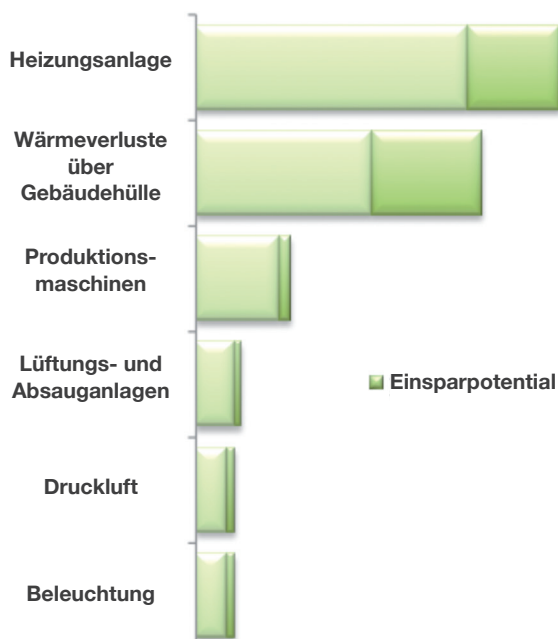 Heizungsanlage
Wärmeverluste
über
Gebäudehülle
Produktions-
maschinen
Lüftungs- und
Absauganlagen
Einsparpotential
Druckluft
Beleuchtung